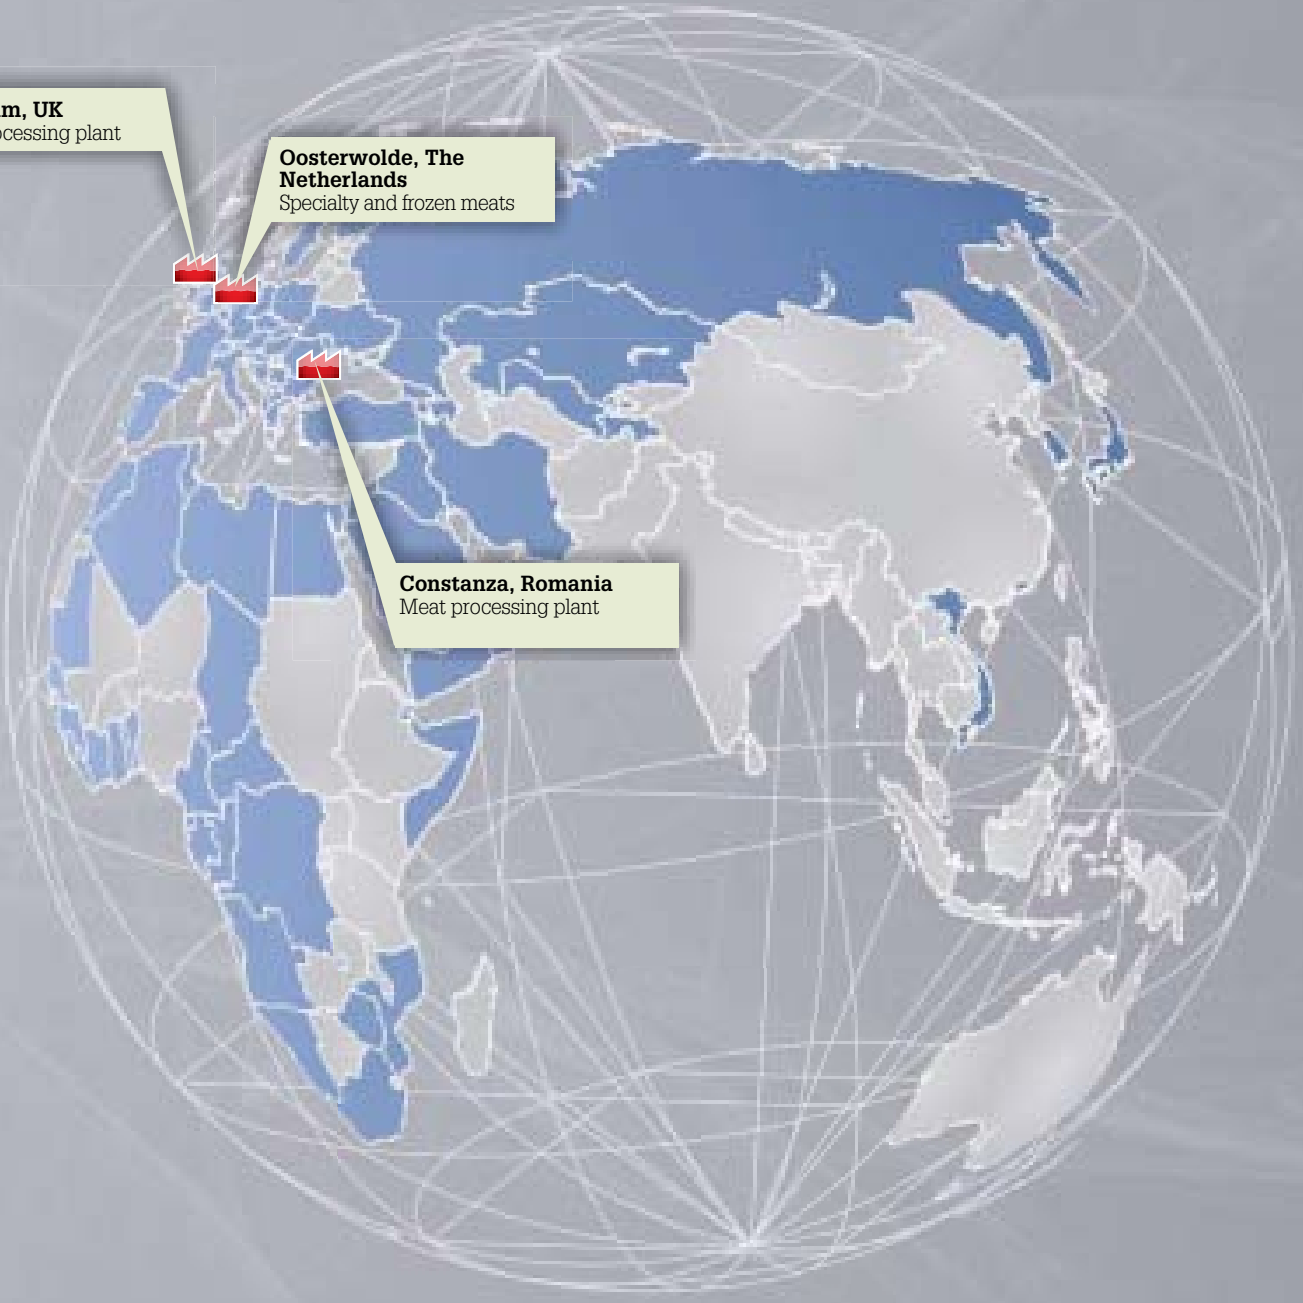 m, UK
cessing plant
Oosterwolde, The
Netherlands
Specialty and frozen meats
Constanza, Romania
Meat processing plant